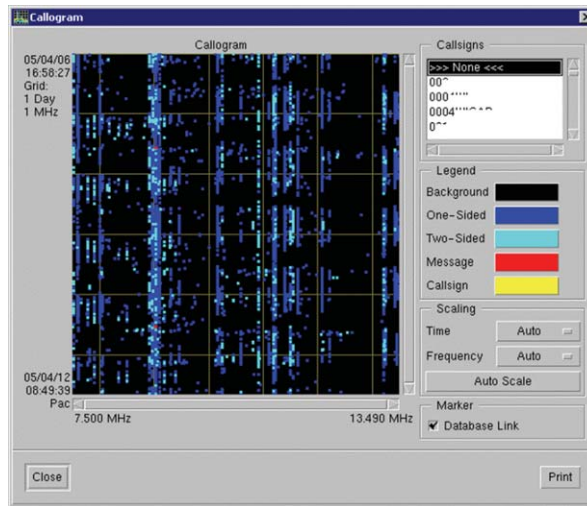 Callogram
Callogram
05/04/06
16:58:27
Grid:
1 Day
1 MHz
05/04/12
08:49:39
Pac
7.500 MHz
13.490 MHz
Callsigns
>>> None <<<
Legend
Background
One-Sided
Two-Sided
Message
Callsign
Scaling
Time Auto
Frequency Auto
Auto Scale
Marker
Database Link
Close
Print